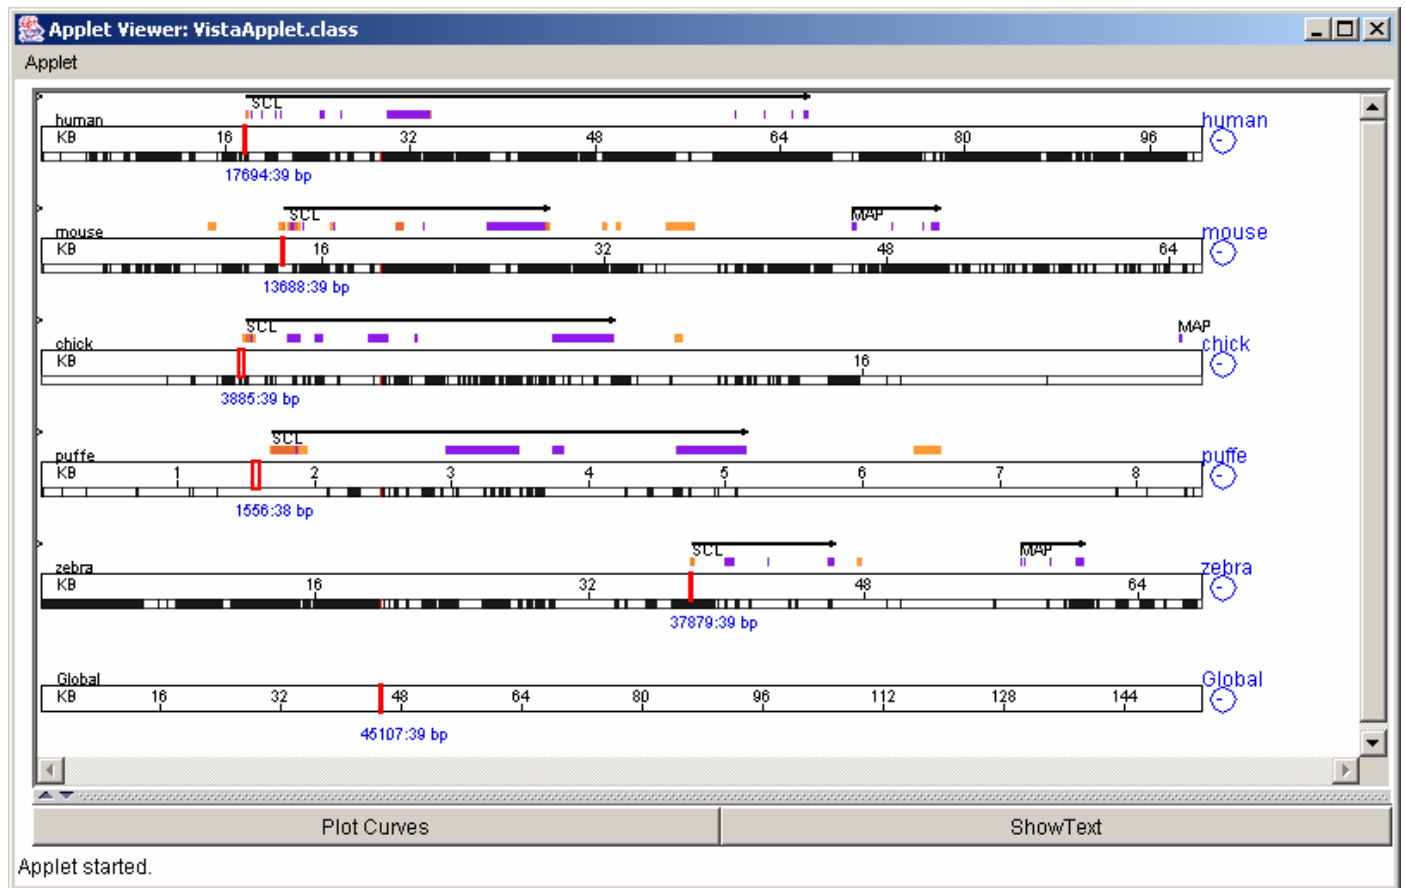 Applet Viewer: VistaApplet.class
Applet
SCL
human
human
KB 16 32 48 64 80 96
17694:39 bp
SCL MAP
mouse
mouse
KB 16 32 48 64
13688:39 bp
SCL MAP
chick
chick
KB 16
3885:39 bp
SCL
puffe
puffe
KB 1 2 3 4 5 6 7 8
1556:38 bp
SCL MAP
zebra
zebra
KB 16 32 48 64
37879:39 bp
Global
Global
KB 16 32 48 64 80 96 112 128 144
45107:39 bp
Plot Curves ShowText
Applet started.